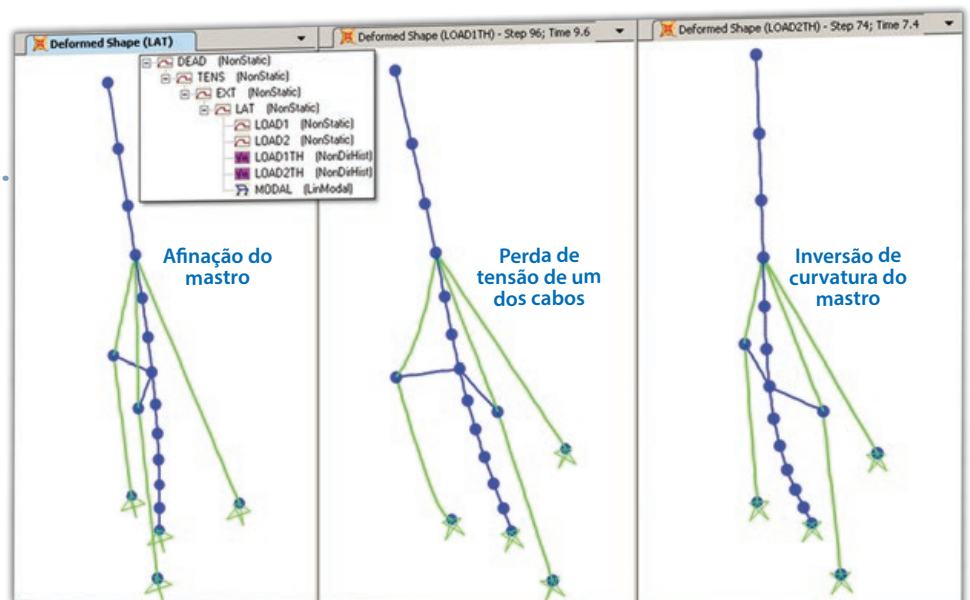 Deformed Shape (LAT)
Deformed Shape (LOAD1TH) - Step 96; Time 9.6
Deformed Shape (LOAD2TH) - Step 74; Time 7.4
DEAD (NonStatic)
TENS (NonStatic)
EXT (NonStatic)
LAT (NonStatic)
LOAD1 (NonStatic)
LOAD2 (NonStatic)
LOAD1TH (NonDirHist)
LOAD2TH (NonDirHist)
MODAL (LinModal)
Afinação do
mastro
Perda de
tensão de um
dos cabos
Inversão de
curvatura do
mastro